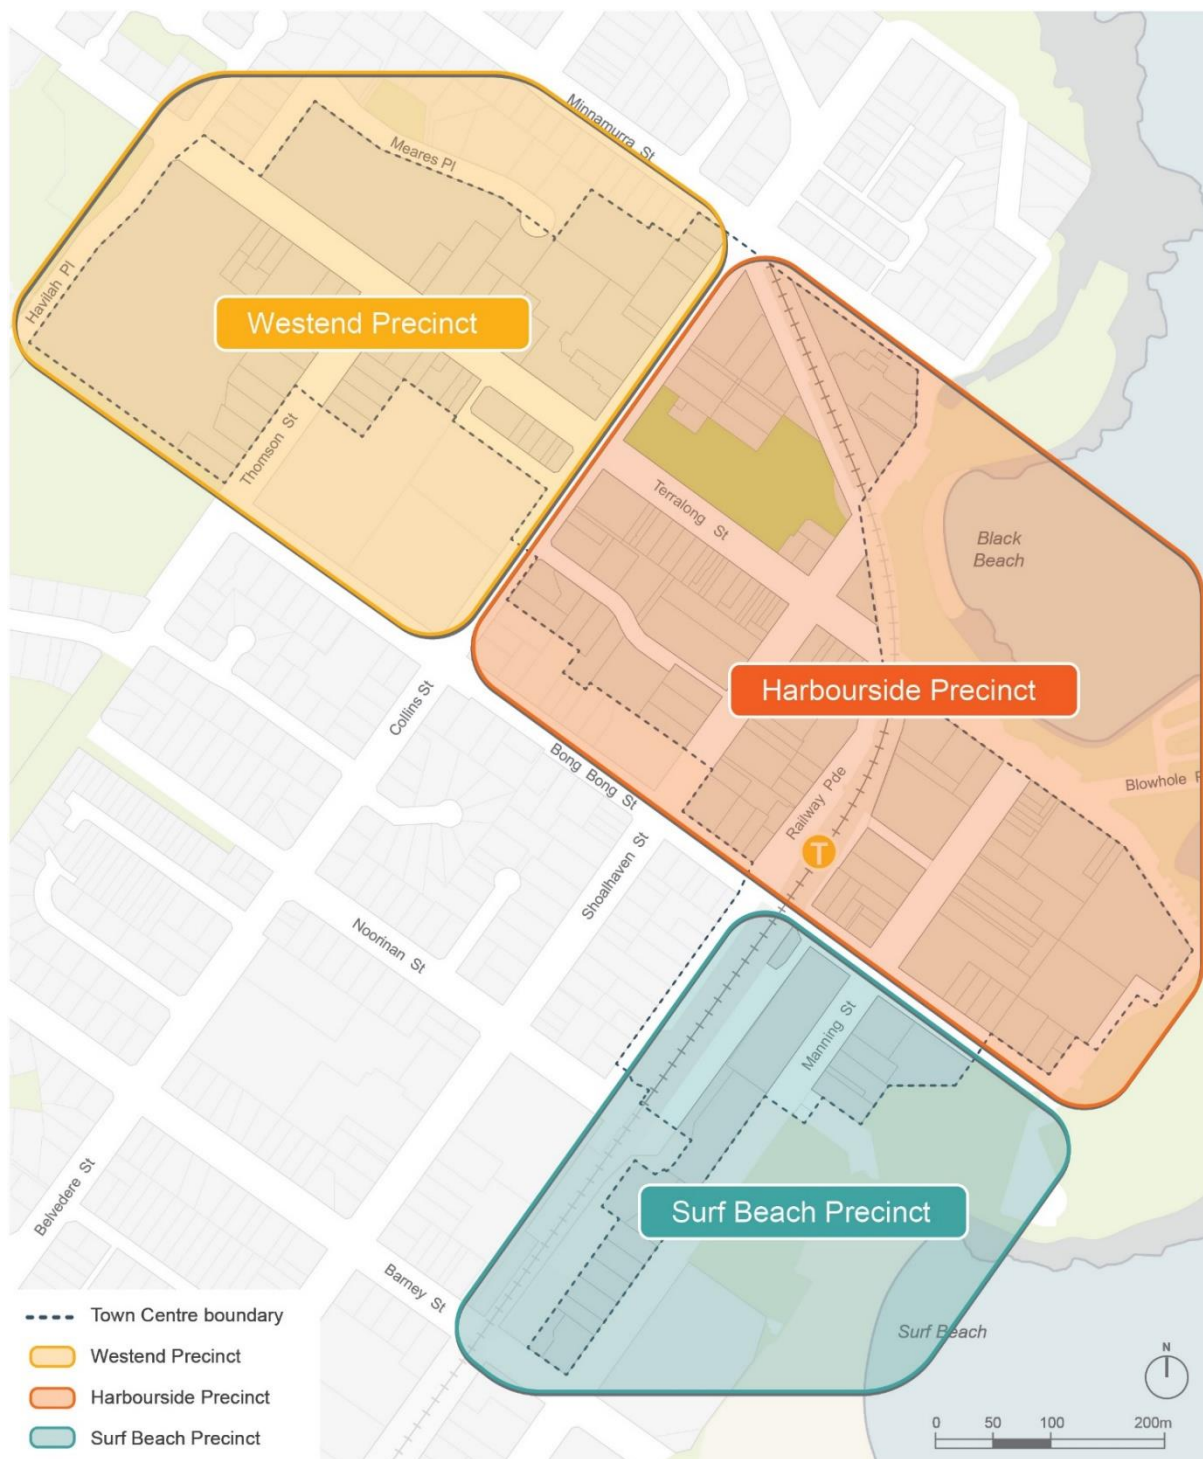 Minnamurra St
Meares Pl
Havilah Pl
Westend Precinct
Thomson St
Terralong St
Black
Beach
Harbourside Precinct
Collins St
Bong Bong St
Railway Pde
Blowhole P
T
Shoalhaven St
Noorinan St
Manning St
Belvedere St
Surf Beach Precinct
Barney St
Surf Beach
Town Centre boundary
Westend Precinct
Harbourside Precinct
Surf Beach Precinct
N
0 50 100 200m